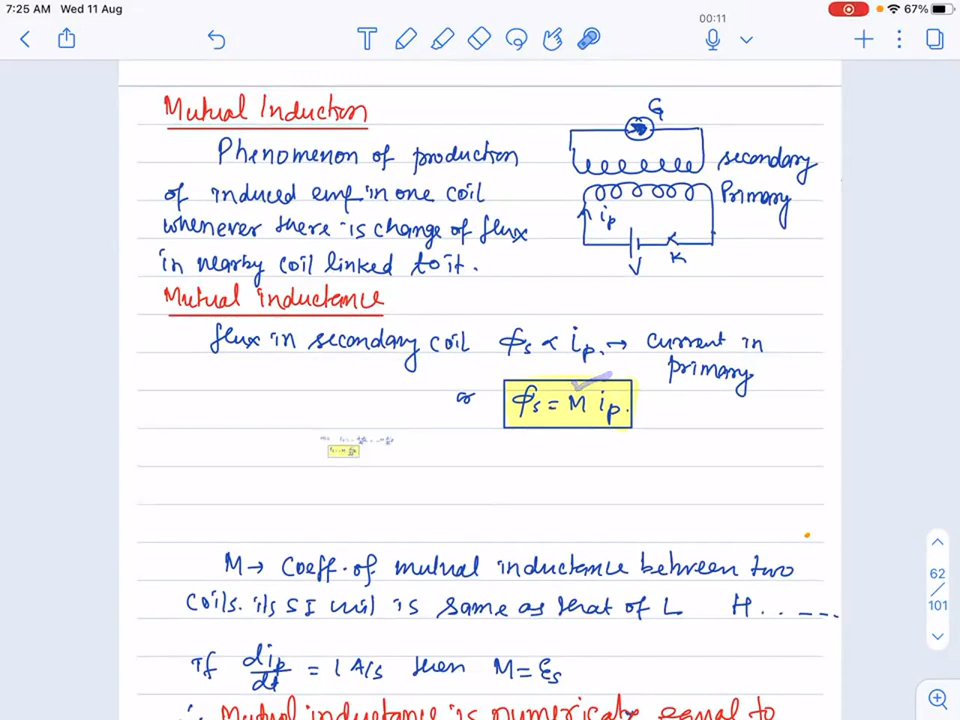 7:25 AM Wed 11 Aug
67%
00:11
Mutual Induction
Phenomenon of production
of induced emf in one coil
whenever there is change of flux
in nearby coil linked to it.
G
secondary
Primary
ip
V
K
Mutual inductance
flux in secondary coil ϕs ∝ ip. → current in
primary
or ϕs = M ip.
M → Coeff. of mutual inductance between two
coils. its SI unit is same as that of L H.. ----
If dip/dt = 1 A/s then M = ξs
∴ Mutual inductance is numericate equal to
62
/
101